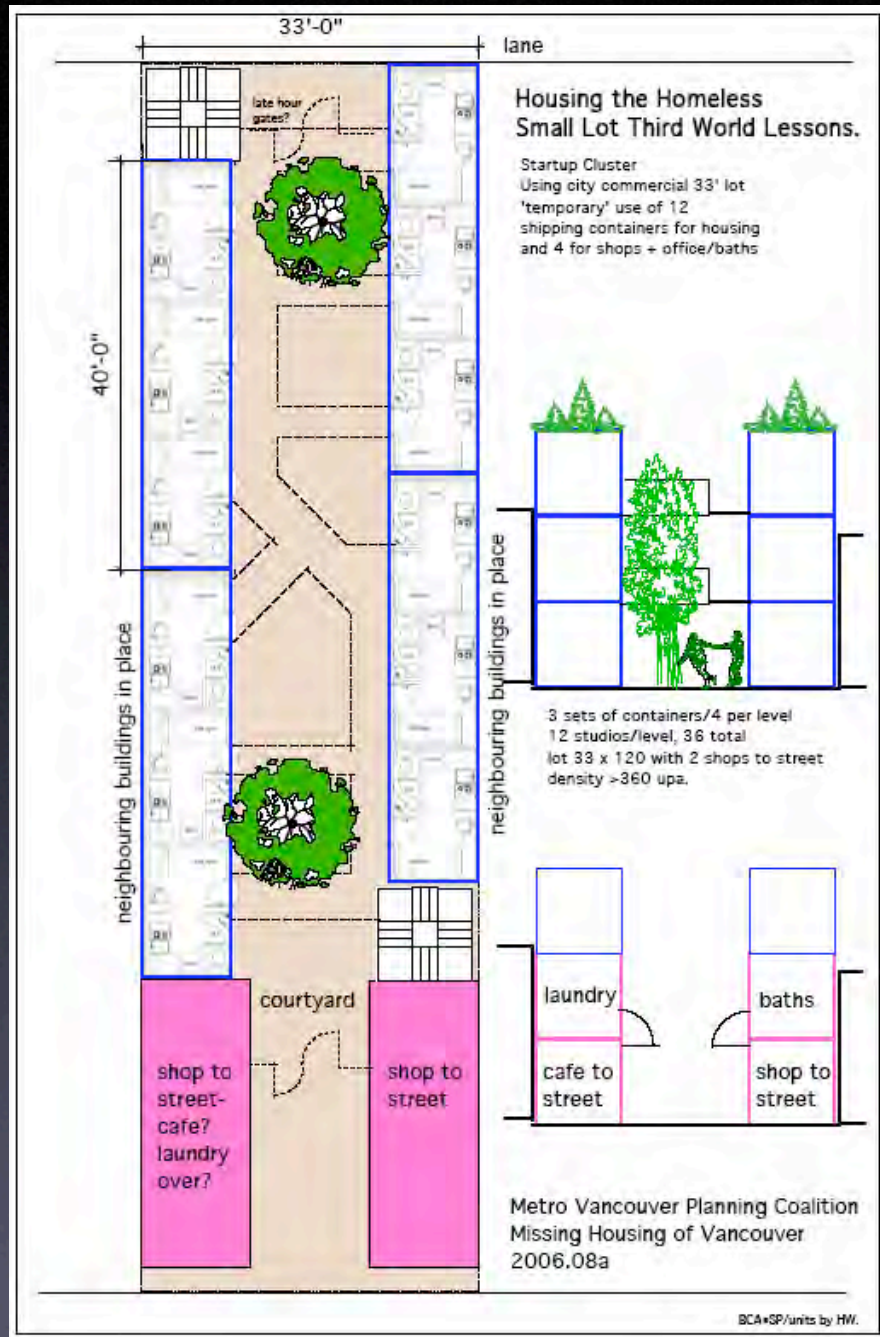 33'-0"
lane
late hour
gates?
Housing the Homeless
Small Lot Third World Lessons.
Startup Cluster
Using city commercial 33' lot
'temporary' use of 12
shipping containers for housing
and 4 for shops + office/baths
40'-0"
neighbouring buildings in place
neighbouring buildings in place
3 sets of containers/4 per level
12 studios/level, 36 total
lot 33 x 120 with 2 shops to street
density >360 upa.
courtyard
shop to
street-
cafe?
laundry
over?
shop to
street
laundry
baths
cafe to
street
shop to
street
Metro Vancouver Planning Coalition
Missing Housing of Vancouver
2006.08a
BCA•SP/units by HW.